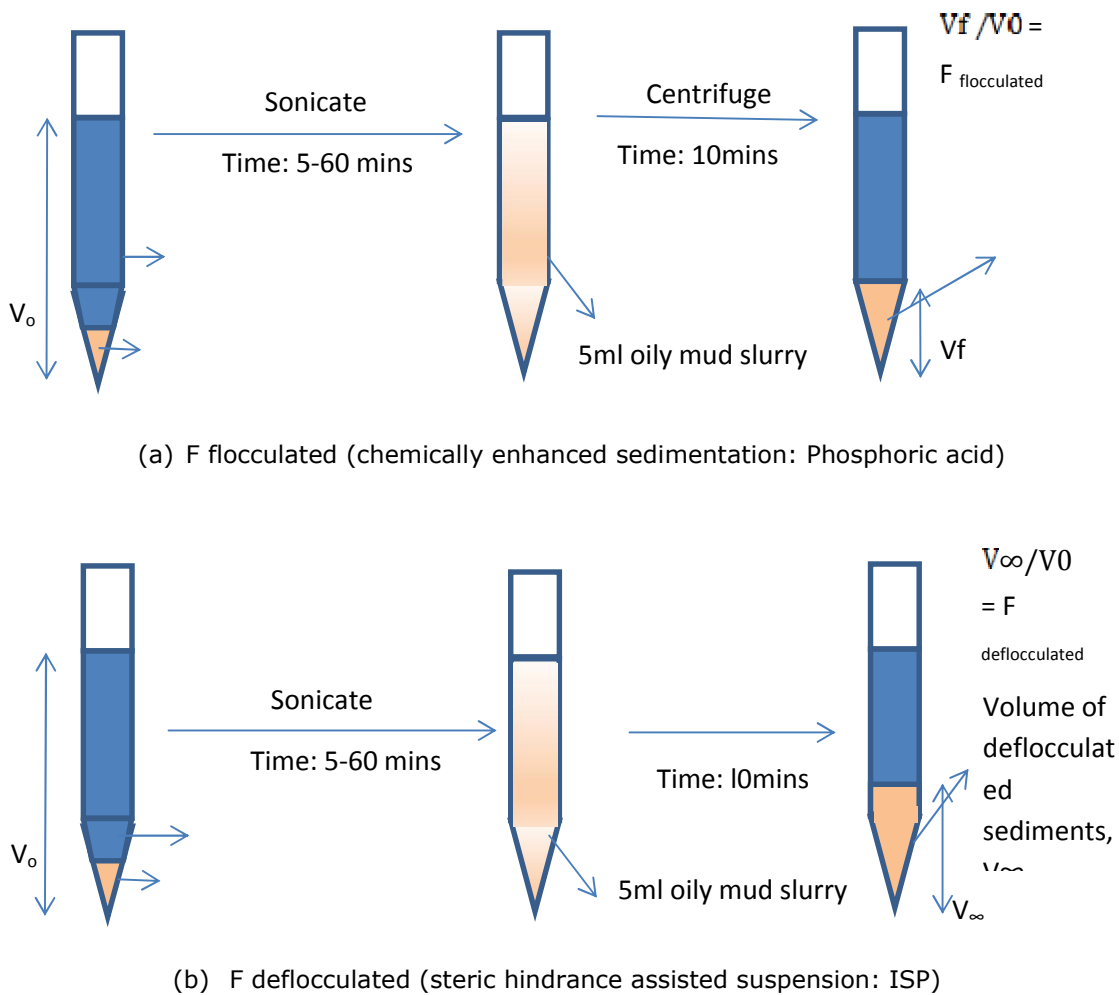 Vf /V0 =
F flocculated
Sonicate
Time: 5-60 mins
Centrifuge
Time: 10mins
Vo
5ml oily mud slurry
Vf
(a) F flocculated (chemically enhanced sedimentation: Phosphoric acid)
V∞/V0
= F
deflocculated
Sonicate
Time: 5-60 mins
Time: l0mins
Volume of
deflocculat
ed
sediments,
Vo
5ml oily mud slurry
V∞
(b) F deflocculated (steric hindrance assisted suspension: ISP)